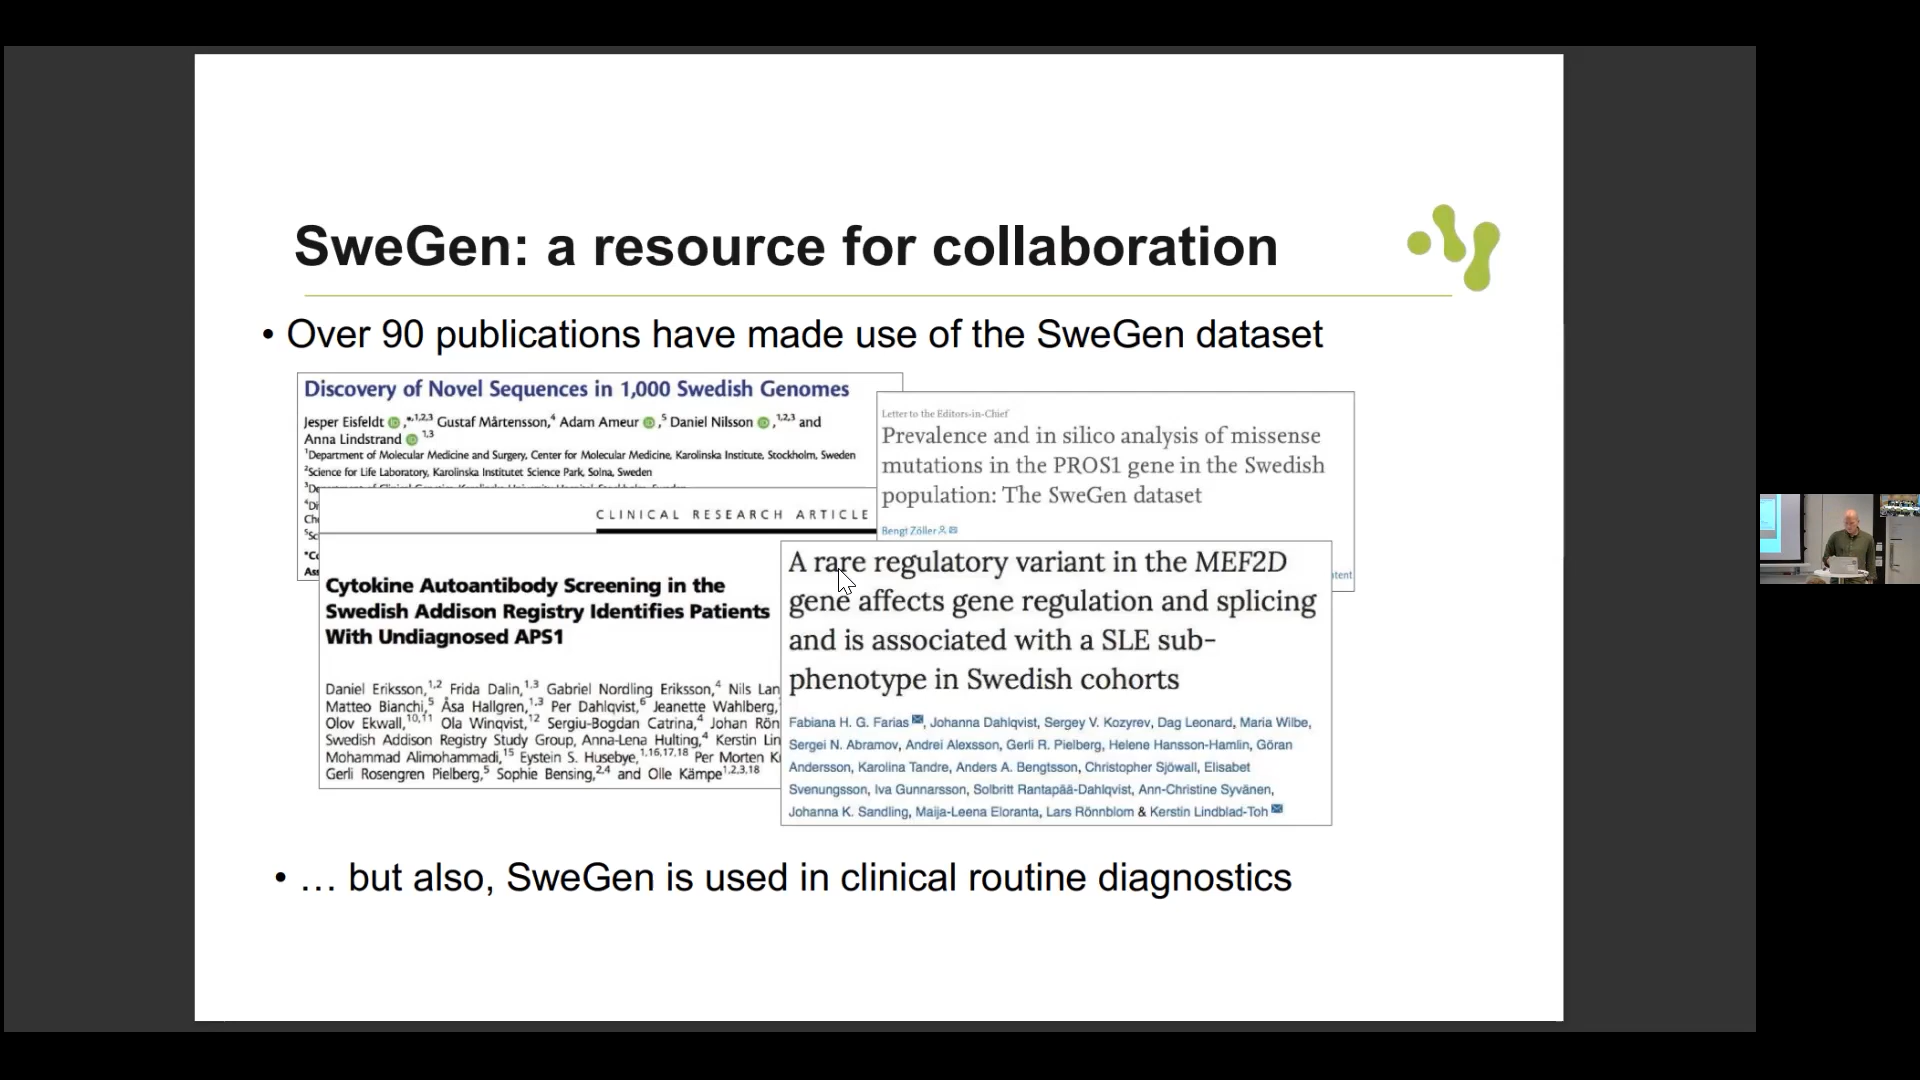 SweGen: a resource for collaboration
• Over 90 publications have made use of the SweGen dataset
Discovery of Novel Sequences in 1,000 Swedish Genomes
Jesper Eisfeldt ,*,1,2,3 Gustaf Mårtensson,4 Adam Ameur ,5 Daniel Nilsson ,1,2,3 and
Anna Lindstrand 1,3
1Department of Molecular Medicine and Surgery, Center for Molecular Medicine, Karolinska Institute, Stockholm, Sweden
2Science for Life Laboratory, Karolinska Institutet Science Park, Solna, Sweden
Letter to the Editors-in-Chief
Prevalence and in silico analysis of missense
mutations in the PROS1 gene in the Swedish
population: The SweGen dataset
Bengt Zöller
CLINICAL RESEARCH ARTICLE
Cytokine Autoantibody Screening in the
Swedish Addison Registry Identifies Patients
With Undiagnosed APS1
Daniel Eriksson,1,2 Frida Dalin,1,3 Gabriel Nordling Eriksson,4 Nils Lan
Matteo Bianchi,5 Åsa Hallgren,1,3 Per Dahlqvist,6 Jeanette Wahlberg,
Olov Ekwall,10,11 Ola Winqvist,12 Sergiu-Bogdan Catrina,4 Johan Rön
Swedish Addison Registry Study Group, Anna-Lena Hulting,4 Kerstin Lin
Mohammad Alimohammadi,15 Eystein S. Husebye,1,16,17,18 Per Morten K
Gerli Rosengren Pielberg,5 Sophie Bensing,2,4 and Olle Kämpe1,2,3,18
A rare regulatory variant in the MEF2D
gene affects gene regulation and splicing
and is associated with a SLE sub-
phenotype in Swedish cohorts
Fabiana H. G. Farias , Johanna Dahlqvist, Sergey V. Kozyrev, Dag Leonard, Maria Wilbe,
Sergei N. Abramov, Andrei Alexsson, Gerli R. Pielberg, Helene Hansson-Hamlin, Göran
Andersson, Karolina Tandre, Anders A. Bengtsson, Christopher Sjöwall, Elisabet
Svenungsson, Iva Gunnarsson, Solbritt Rantapää-Dahlqvist, Ann-Christine Syvänen,
Johanna K. Sandling, Maija-Leena Eloranta, Lars Rönnblom & Kerstin Lindblad-Toh
• … but also, SweGen is used in clinical routine diagnostics